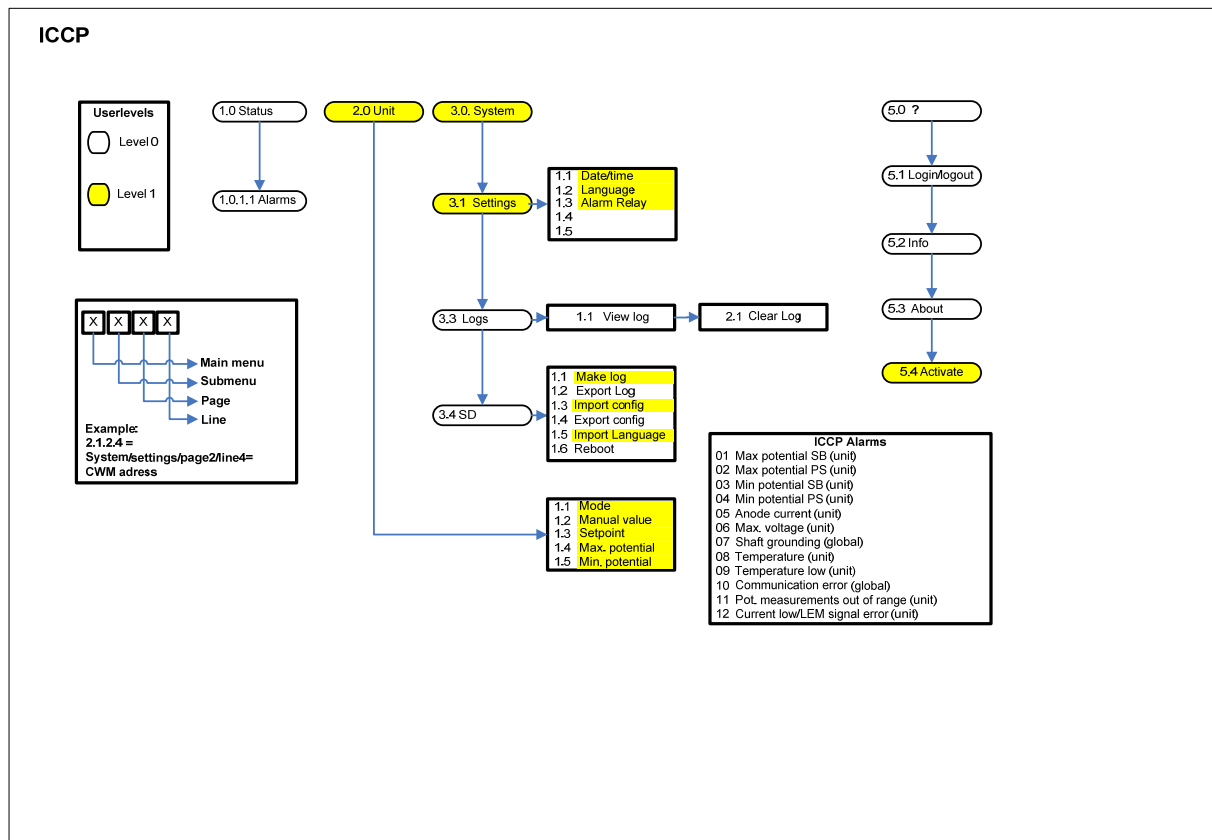 ICCP
Userlevels
Level 0
Level 1
1.0 Status
1.0.1.1 Alarms
2.0 Unit
3.0. System
3.1 Settings
1.1 Date/time
1.2 Language
1.3 Alarm Relay
1.4
1.5
3.3 Logs
1.1 View log
2.1 Clear Log
3.4 SD
1.1 Make log
1.2 Export Log
1.3 Import config
1.4 Export config
1.5 Import Language
1.6 Reboot
1.1 Mode
1.2 Manual value
1.3 Setpoint
1.4 Max. potential
1.5 Min. potential
5.0 ?
5.1 Login/logout
5.2 Info
5.3 About
5.4 Activate
X X X X
Main menu
Submenu
Page
Line
Example:
2.1.2.4 =
System/settings/page2/line4=
CWM adress
ICCP Alarms
01 Max potential SB (unit)
02 Max potential PS (unit)
03 Min potential SB (unit)
04 Min potential PS (unit)
05 Anode current (unit)
06 Max. voltage (unit)
07 Shaft grounding (global)
08 Temperature (unit)
09 Temperature low (unit)
10 Communication error (global)
11 Pot. measurements out of range (unit)
12 Current low/LEM signal error (unit)